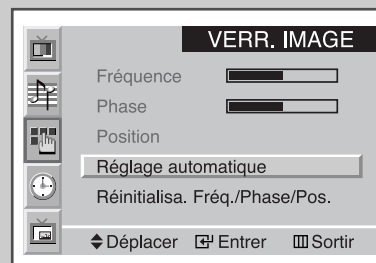 VERR. IMAGE
Fréquence
Phase
Position
Réglage automatique
Réinitialisa. Fréq./Phase/Pos.
Déplacer Entrer Sortir